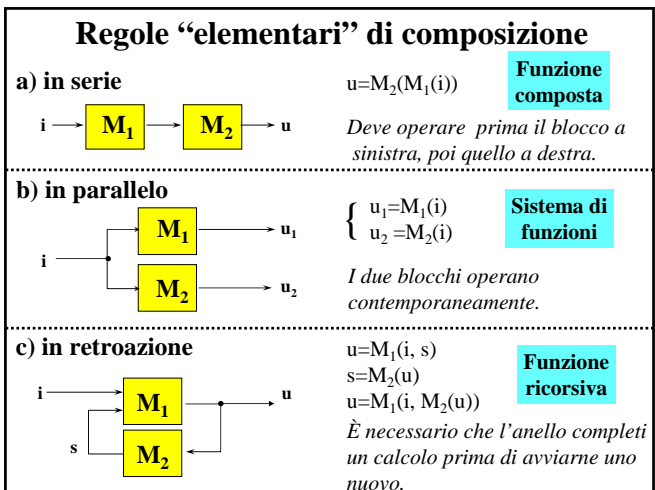 Regole “elementari” di composizione
a) in serie
i
M₁
M₂
u
u=M₂(M₁(i))
Funzione
composta
Deve operare prima il blocco a
sinistra, poi quello a destra.
b) in parallelo
i
M₁
u₁
M₂
u₂
{ u₁=M₁(i)
u₂ =M₂(i)
Sistema di
funzioni
I due blocchi operano
contemporaneamente.
c) in retroazione
i
M₁
u
s
M₂
u=M₁(i, s)
s=M₂(u)
u=M₁(i, M₂(u))
Funzione
ricorsiva
È necessario che l’anello completi
un calcolo prima di avviarne uno
nuovo.